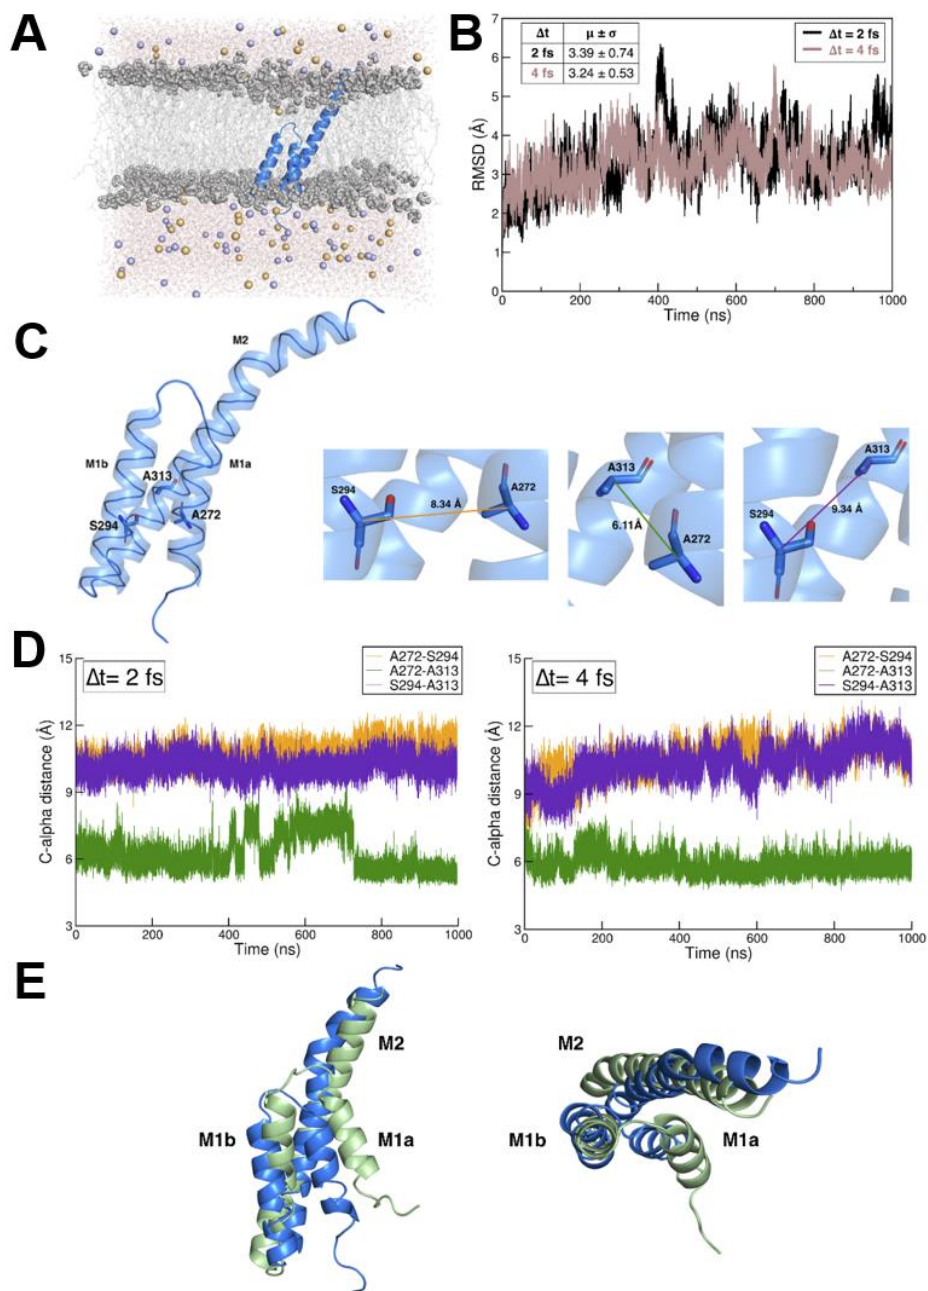 A
B
Δt μ ± σ
2 fs 3.39 ± 0.74
4 fs 3.24 ± 0.53
Δt = 2 fs
Δt = 4 fs
7
6
5
4
3
2
1
0
RMSD (Å)
0 200 400 600 800 1000
Time (ns)
C
M2
M1b
A313
M1a
S294
A272
S294
A272
8.34 Å
A313
6.11Å
A272
A313
S294
9.34 Å
D
Δt= 2 fs
A272-S294
A272-A313
S294-A313
15
12
9
6
3
C-alpha distance (Å)
0 200 400 600 800 1000
Time (ns)
Δt= 4 fs
A272-S294
A272-A313
S294-A313
15
12
9
6
3
C-alpha distance (Å)
0 200 400 600 800 1000
Time (ns)
E
M2
M1b
M1a
M2
M1b
M1a